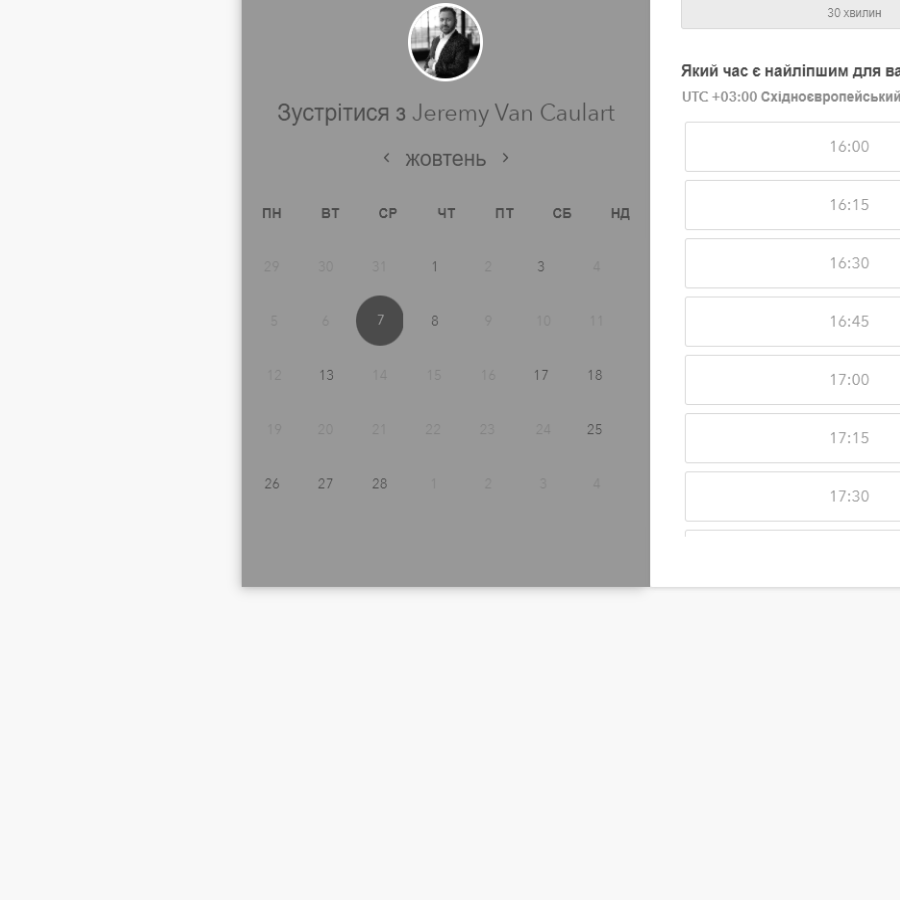 30 хвилин
Зустрітися з Jeremy Van Caulart
жовтень
ПН ВТ СР ЧТ ПТ СБ НД
29 30 31 1 2 3 4
5 6 7 8 9 10 11
12 13 14 15 16 17 18
19 20 21 22 23 24 25
26 27 28 1 2 3 4
Який час є найліпшим для ва
UTC +03:00 Східноєвропейський
16:00
16:15
16:30
16:45
17:00
17:15
17:30